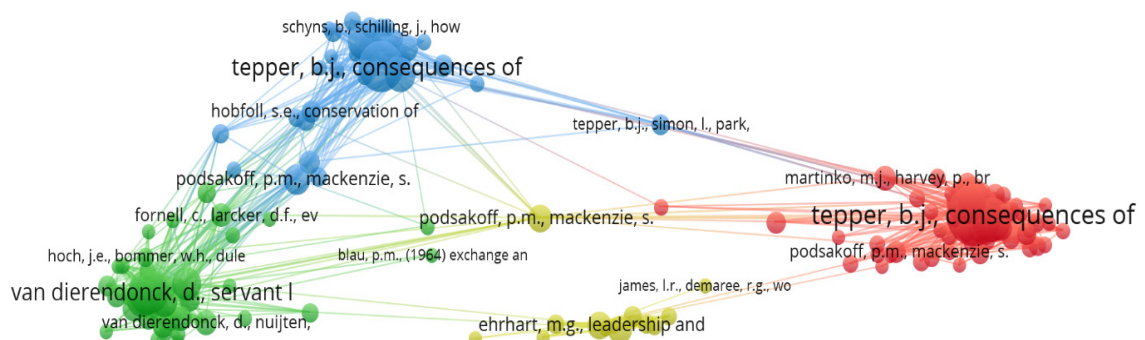 schyns, b., schilling, j., how
tepper, b.j., consequences of
hobfoll, s.e., conservation of
tepper, b.j., simon, l., park,
podsakoff, p.m., mackenzie, s.
martinko, m.j., harvey, p., br
fornell, c., larcker, d.f., ev
podsakoff, p.m., mackenzie, s.
tepper, b.j., consequences of
hoch, j.e., bommer, w.h., dule
blau, p.m., (1964) exchange an
podsakoff, p.m., mackenzie, s.
van dierendonck, d., servant l
james, l.r., demaree, r.g., wo
van dierendonck, d., nuijten,
ehrhart, m.g., leadership and